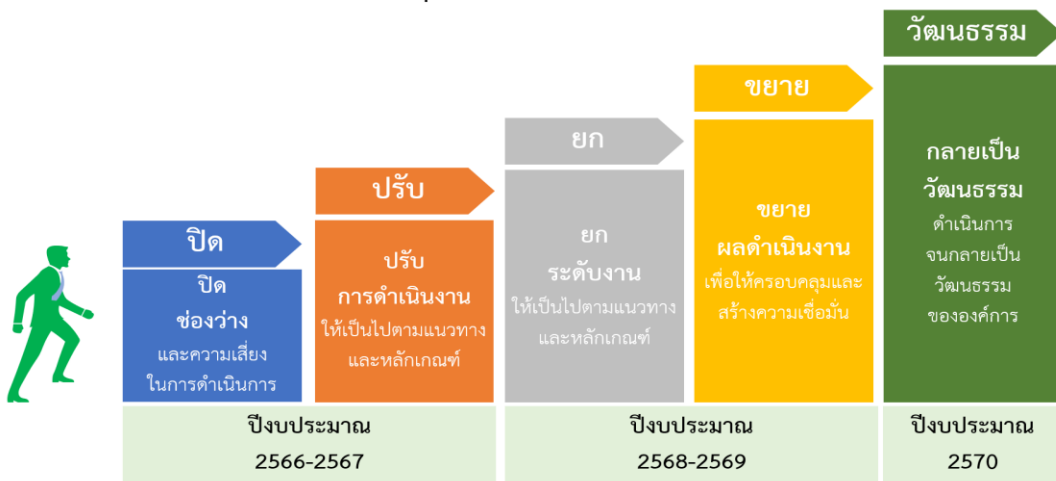 วัฒนธรรม
ขยาย
ยก
ปรับ
ปิด
ปิด
ช่องว่าง
และความเสี่ยง
ในการดำเนินการ
ปรับ
การดำเนินงาน
ให้เป็นไปตามแนวทาง
และหลักเกณฑ์
ยก
ระดับงาน
ให้เป็นไปตามแนวทาง
และหลักเกณฑ์
ขยาย
ผลดำเนินงาน
เพื่อให้ครอบคลุมและ
สร้างความเชื่อมั่น
กลายเป็น
วัฒนธรรม
ดำเนินการ
จนกลายเป็น
วัฒนธรรม
ขององค์การ
ปีงบประมาณ
2566-2567
ปีงบประมาณ
2568-2569
ปีงบประมาณ
2570